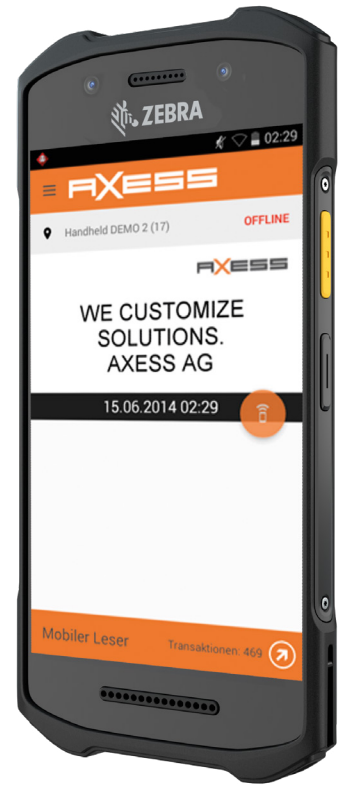 ZEBRA
02:29
AXESS
Handheld DEMO 2 (17)
OFFLINE
AXESS
WE CUSTOMIZE
SOLUTIONS.
AXESS AG
15.06.2014 02:29
Mobiler Leser
Transaktionen: 469